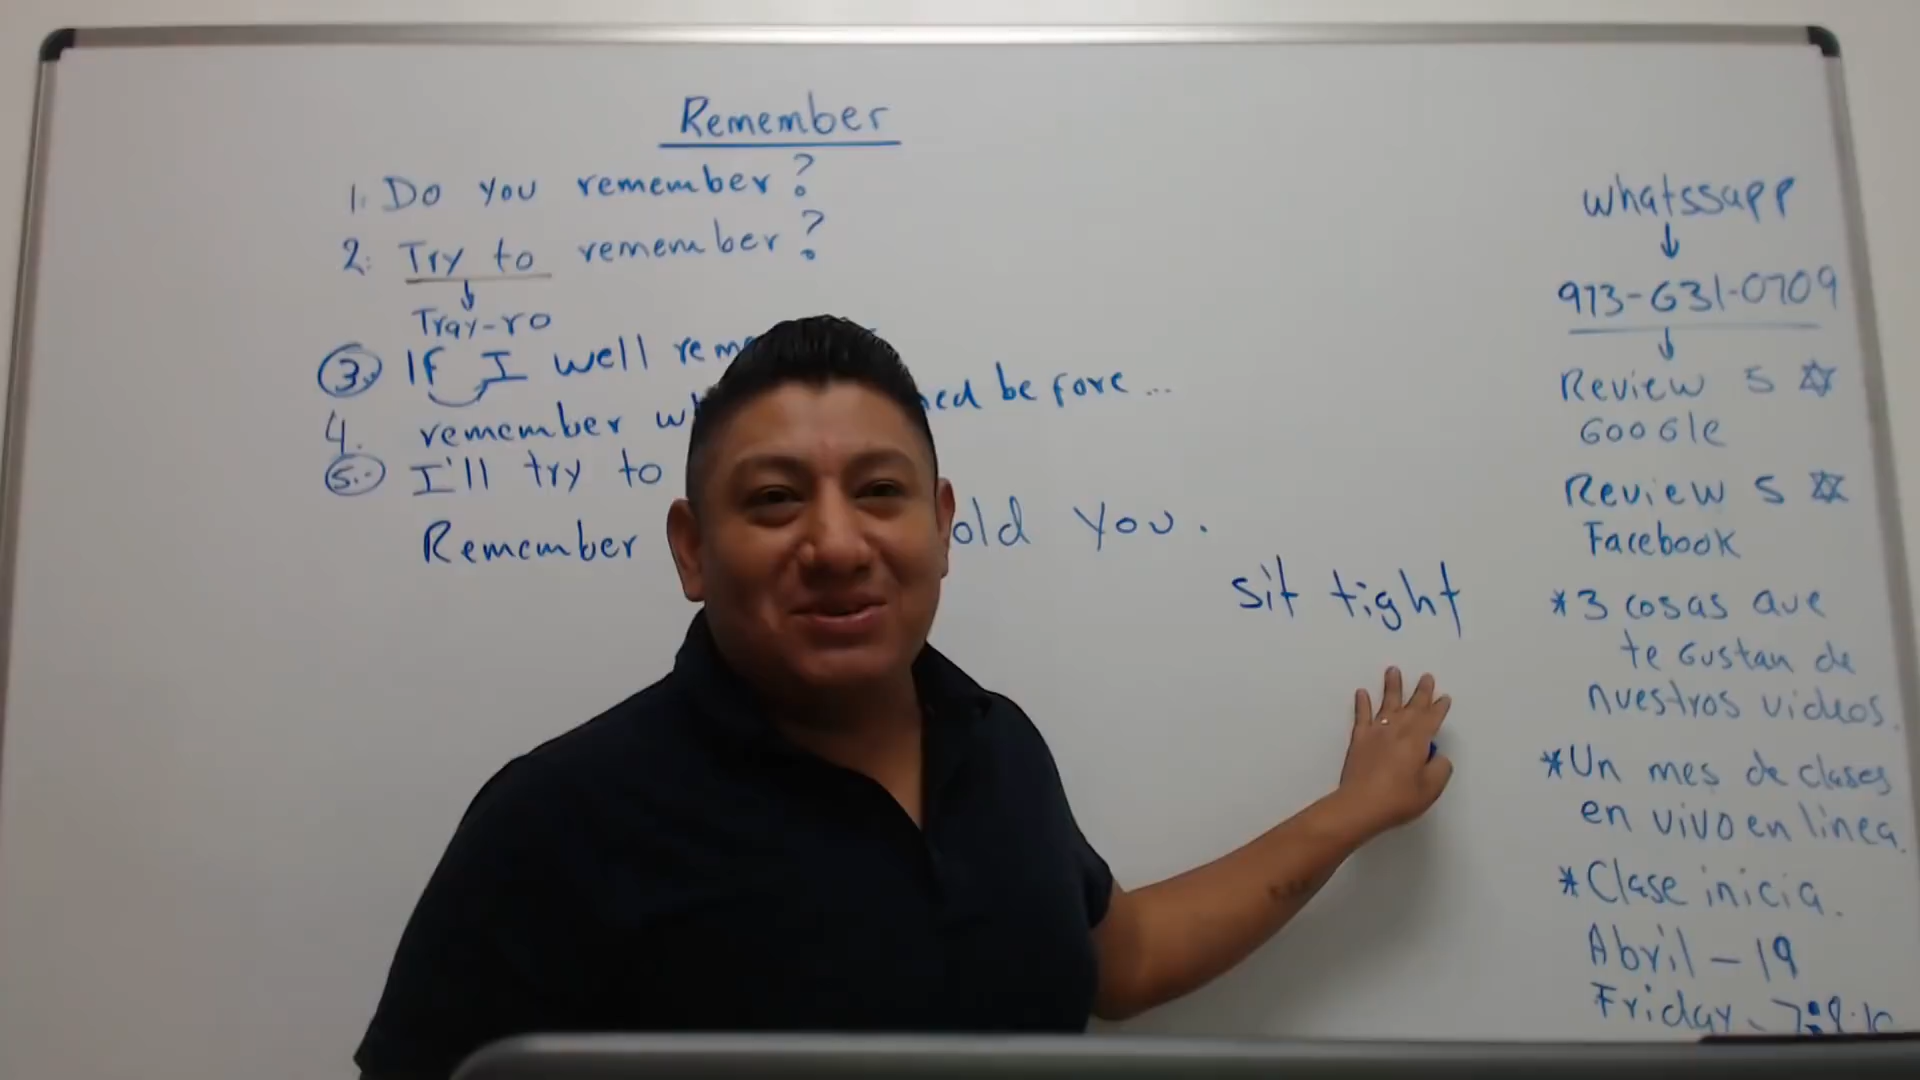 Remember
1. Do you remember?
2. Try to remember?
Tray-ro
3. If I well
4. remember
before...
5. I'll try to
Remember old you.
sit tight
whatssapp
973-631-0709
Review 5
GOOGle
Review 5
Facebook
*3 cosas que
te Gustan de
nuestros videos.
*Un mes de clases
en vivo en linea.
*Clase inicia.
Abril - 19
Friday